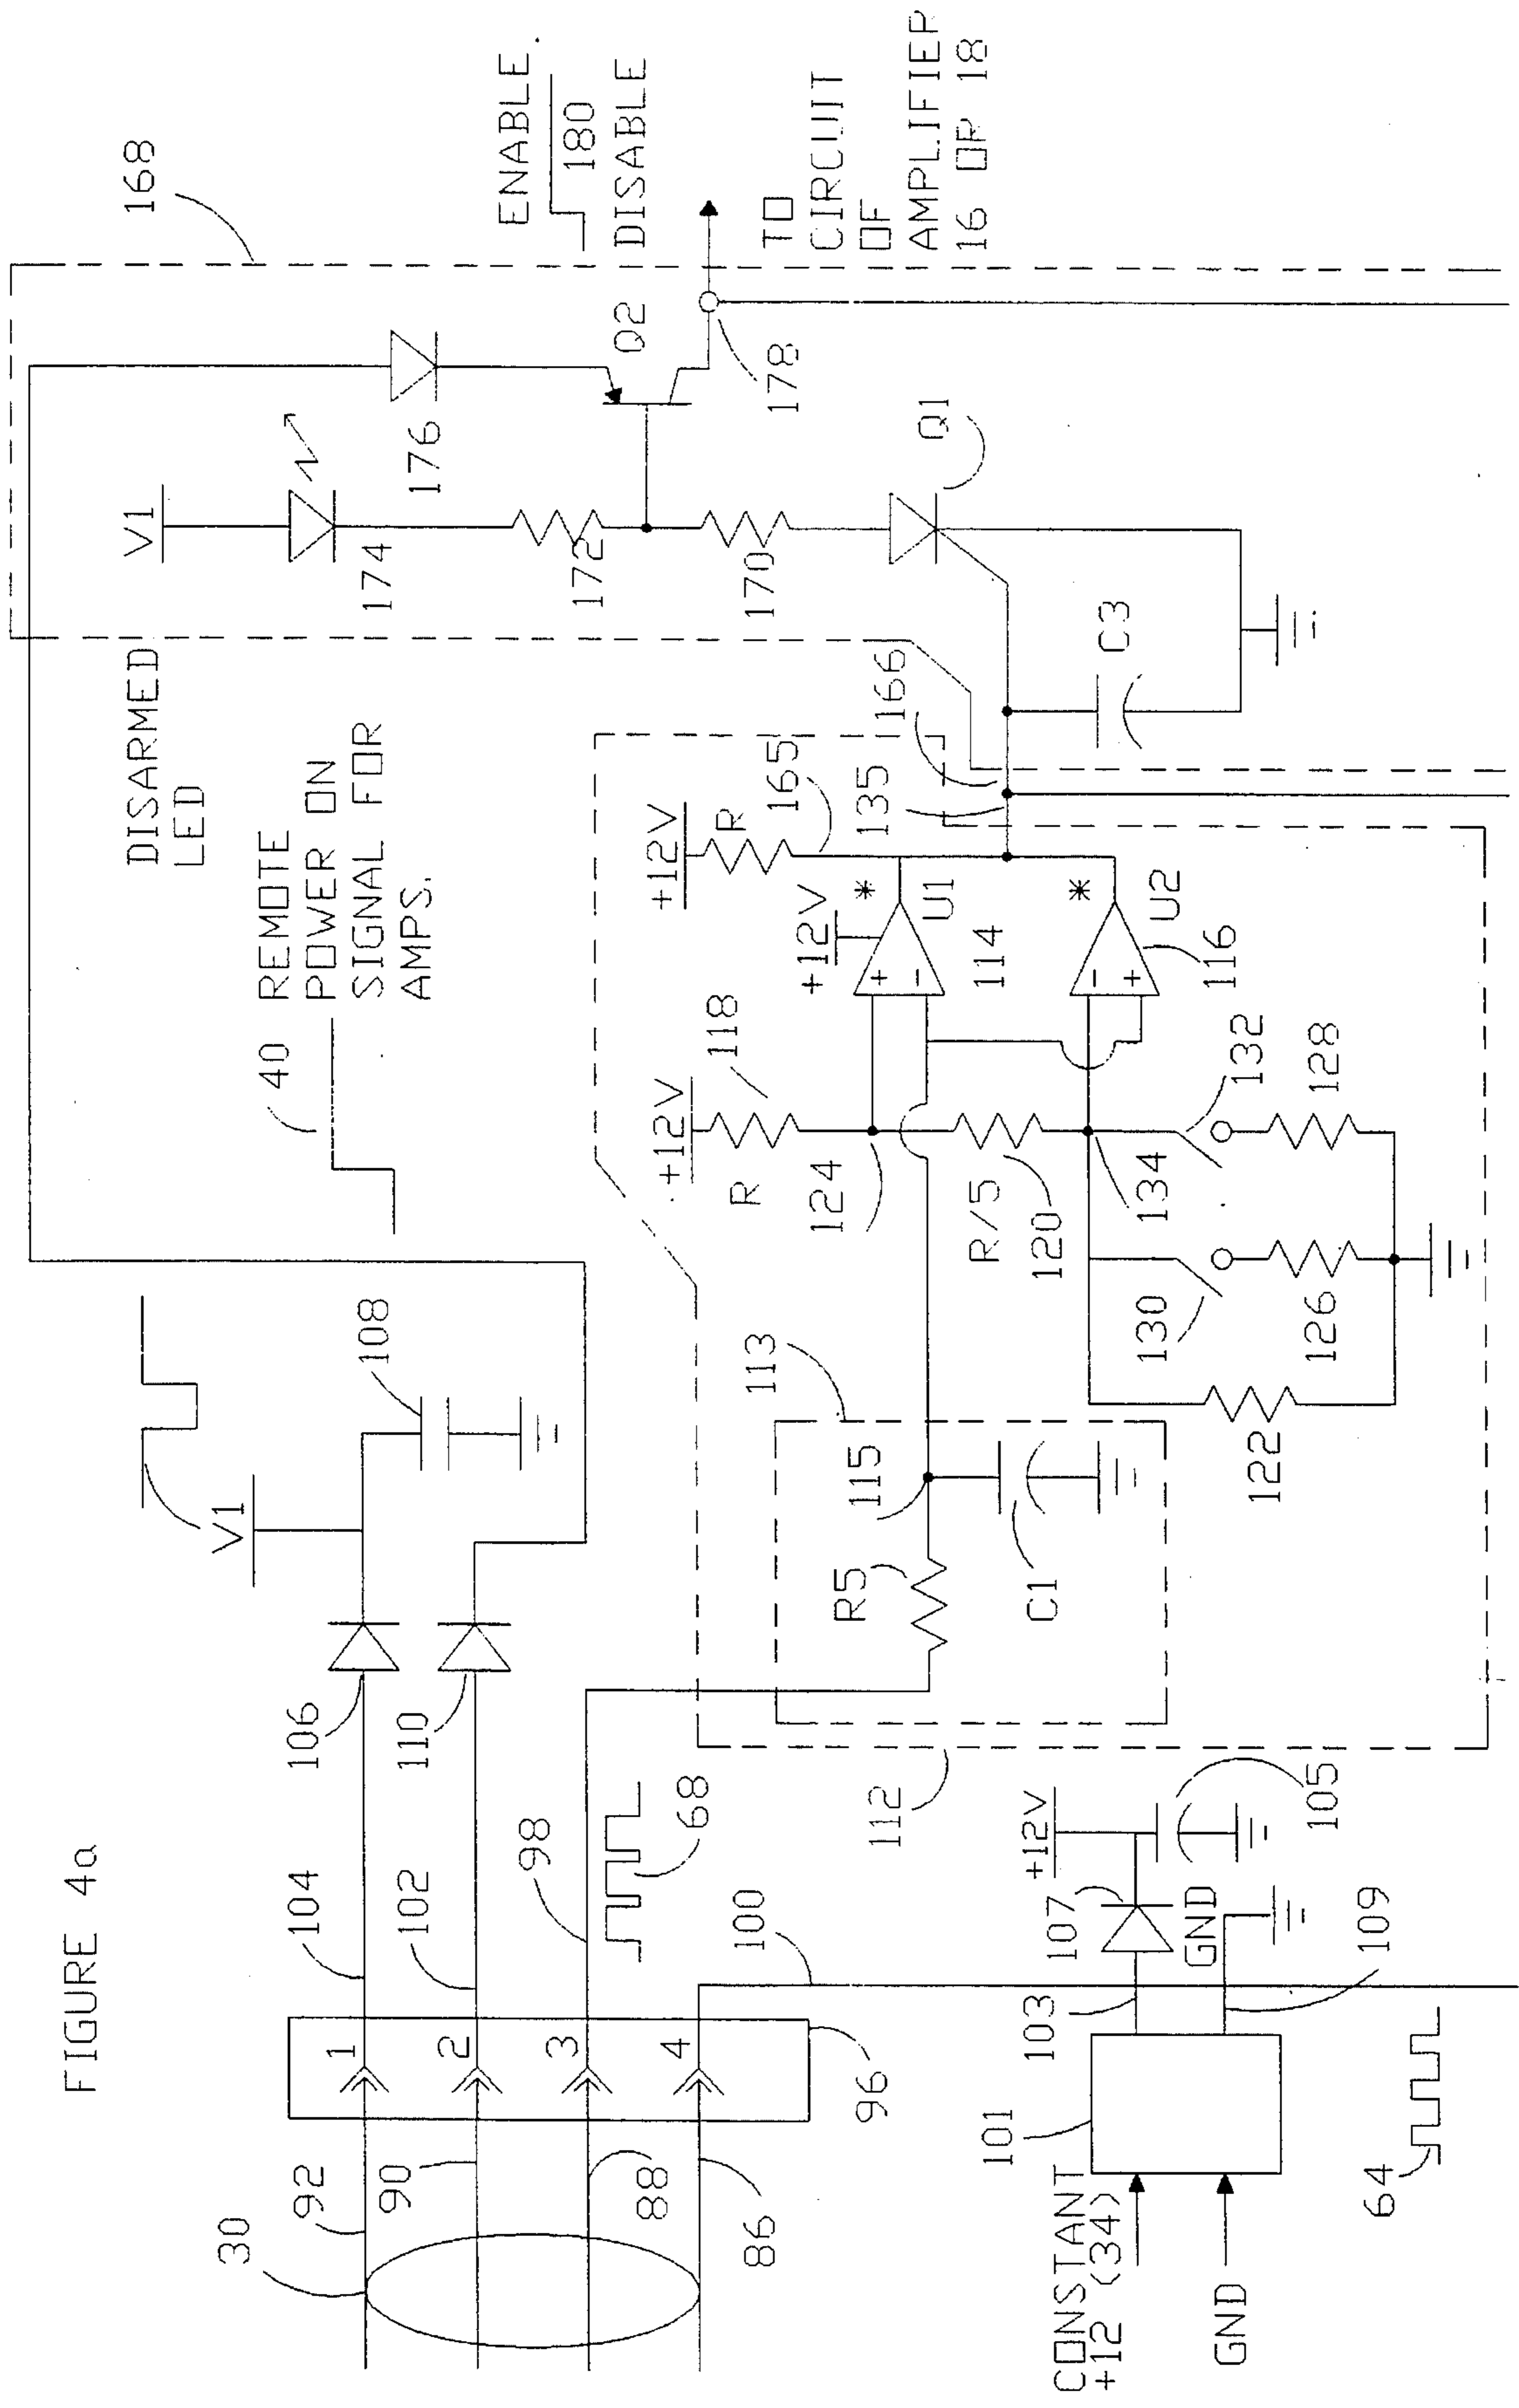 FIGURE 4a
30
92
90
88
86
1
2
3
4
96
104
102
98
68
100
106
110
V1
108
40
REMOTE
POWER ON
SIGNAL FOR
AMPS.
DISARMED
LED
V1
174
172
170
176
Q2
Q1
178
168
ENABLE
180
DISABLE
TO
CIRCUIT
OF
AMPLIFIER
16 OR 18
112
113
R5
115
C1
+12V
R
118
124
R/5
120
134
130
132
122
126
128
+12V
+
-
U1
114
*
-
+
U2
116
*
+12V
R
165
135
166
C3
CONSTANT
+12 (34)
GND
101
103
107
+12V
GND
109
105
64